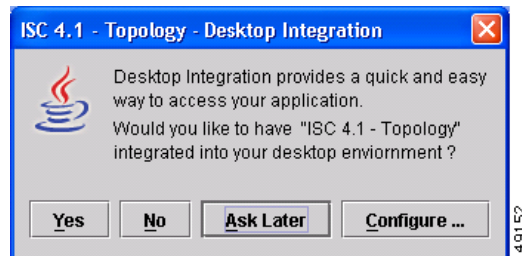 ISC 4.1 - Topology - Desktop Integration
Desktop Integration provides a quick and easy
way to access your application.
Would you like to have "ISC 4.1 - Topology"
integrated into your desktop enviornment ?
Yes
No
Ask Later
Configure ...
49152